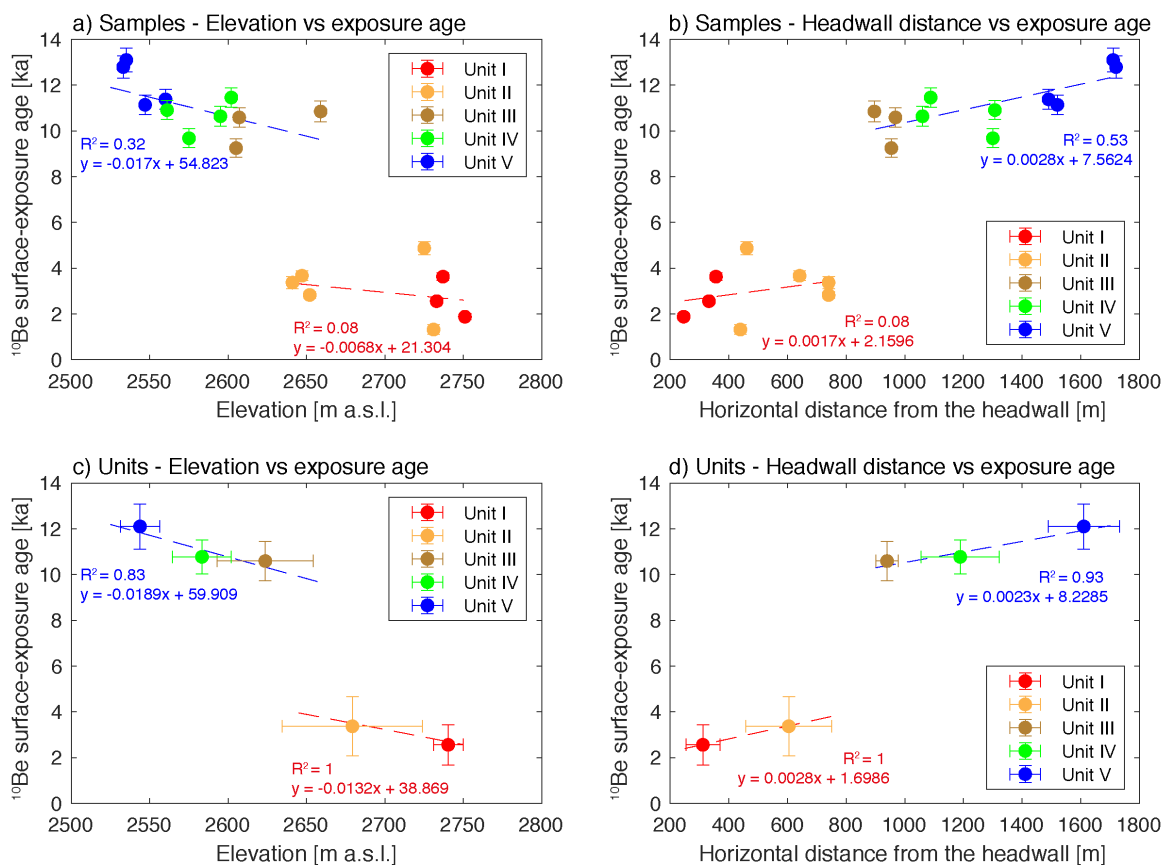 a) Samples - Elevation vs exposure age
14
12
10
8
6
4
2
0
¹⁰Be surface-exposure age [ka]
Unit I
Unit II
Unit III
Unit IV
Unit V
R² = 0.32
y = -0.017x + 54.823
R² = 0.08
y = -0.0068x + 21.304
2500 2550 2600 2650 2700 2750 2800
Elevation [m a.s.l.]
b) Samples - Headwall distance vs exposure age
14
12
10
8
6
4
2
0
¹⁰Be surface-exposure age [ka]
R² = 0.53
y = 0.0028x + 7.5624
Unit I
Unit II
Unit III
Unit IV
Unit V
R² = 0.08
y = 0.0017x + 2.1596
200 400 600 800 1000 1200 1400 1600 1800
Horizontal distance from the headwall [m]
c) Units - Elevation vs exposure age
14
12
10
8
6
4
2
0
¹⁰Be surface-exposure age [ka]
Unit I
Unit II
Unit III
Unit IV
Unit V
R² = 0.83
y = -0.0189x + 59.909
R² = 1
y = -0.0132x + 38.869
2500 2550 2600 2650 2700 2750 2800
Elevation [m a.s.l.]
d) Units - Headwall distance vs exposure age
14
12
10
8
6
4
2
0
¹⁰Be surface-exposure age [ka]
R² = 0.93
y = 0.0023x + 8.2285
Unit I
Unit II
Unit III
Unit IV
Unit V
R² = 1
y = 0.0028x + 1.6986
200 400 600 800 1000 1200 1400 1600 1800
Horizontal distance from the headwall [m]